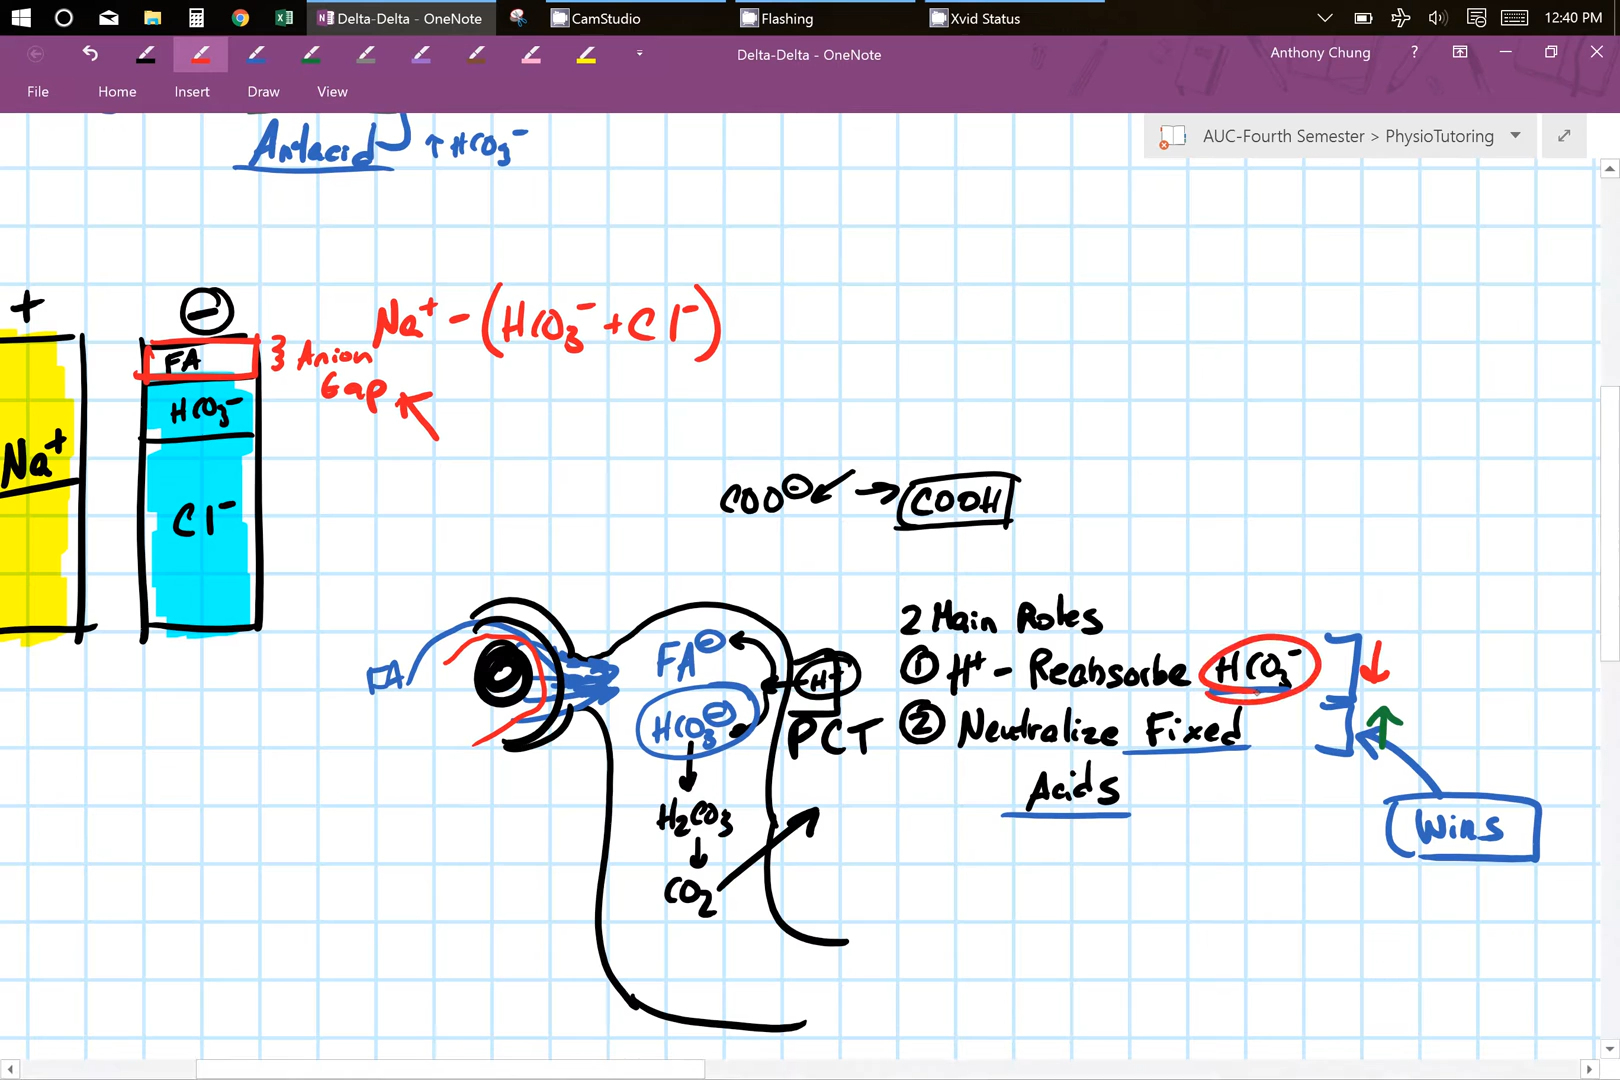 Delta-Delta - OneNote
CamStudio
Flashing
Xvid Status
12:40 PM
Delta-Delta - OneNote
Anthony Chung
?
File
Home
Insert
Draw
View
AUC-Fourth Semester > PhysioTutoring
Antacid ↑HCO₃⁻
+
−
Na⁺ − (HCO₃⁻ + Cl⁻)
FA
Anion
Gap
HCO₃⁻
Na⁺
Cl⁻
COO⊖ → COOH
2 Main Roles
FA⊖
① H⁺ - Reabsorbe HCO₃⁻ ↓
FA
H⁺
HCO₃⊖
PCT
② Neutralize Fixed ↑
Acids
H₂CO₃
Wins
CO₂